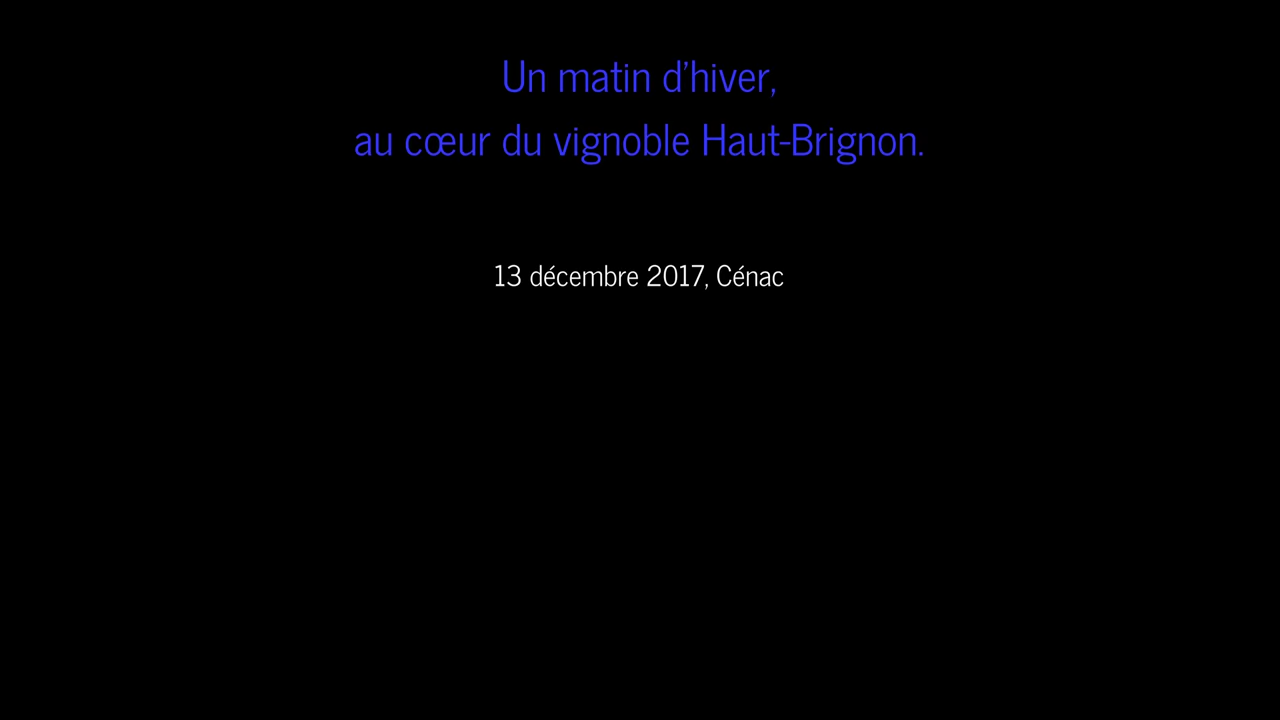 Un matin d’hiver,
au cœur du vignoble Haut-Brignon.
13 décembre 2017, Cénac